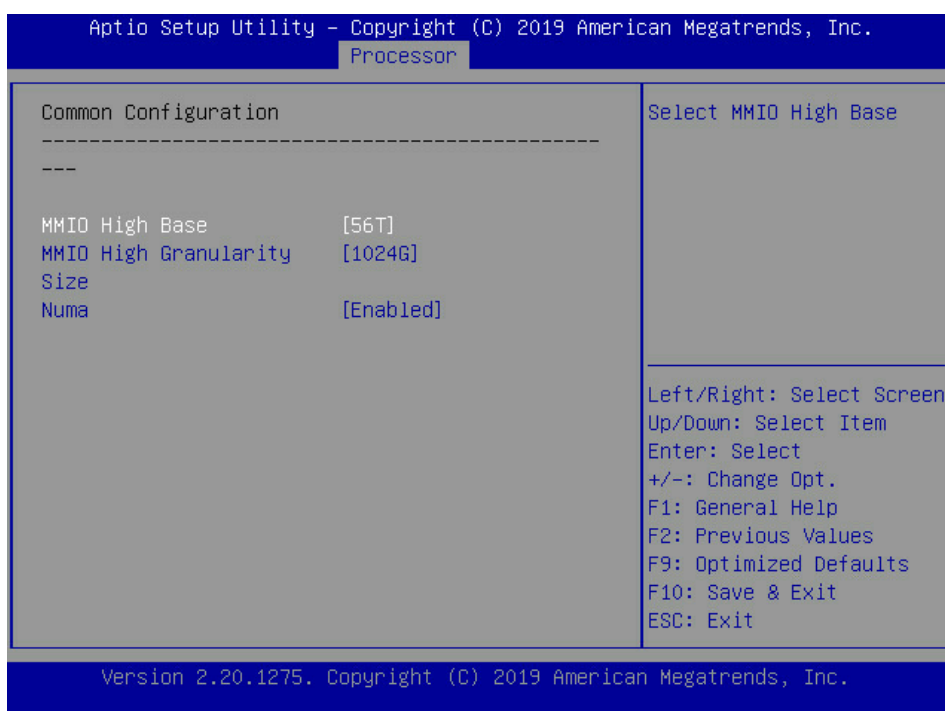 Aptio Setup Utility – Copyright (C) 2019 American Megatrends, Inc.
Processor
Common Configuration
-----------------------------------------------
---
MMIO High Base [56T]
MMIO High Granularity [1024G]
Size
Numa [Enabled]
Select MMIO High Base
Left/Right: Select Screen
Up/Down: Select Item
Enter: Select
+/-: Change Opt.
F1: General Help
F2: Previous Values
F9: Optimized Defaults
F10: Save & Exit
ESC: Exit
Version 2.20.1275. Copyright (C) 2019 American Megatrends, Inc.